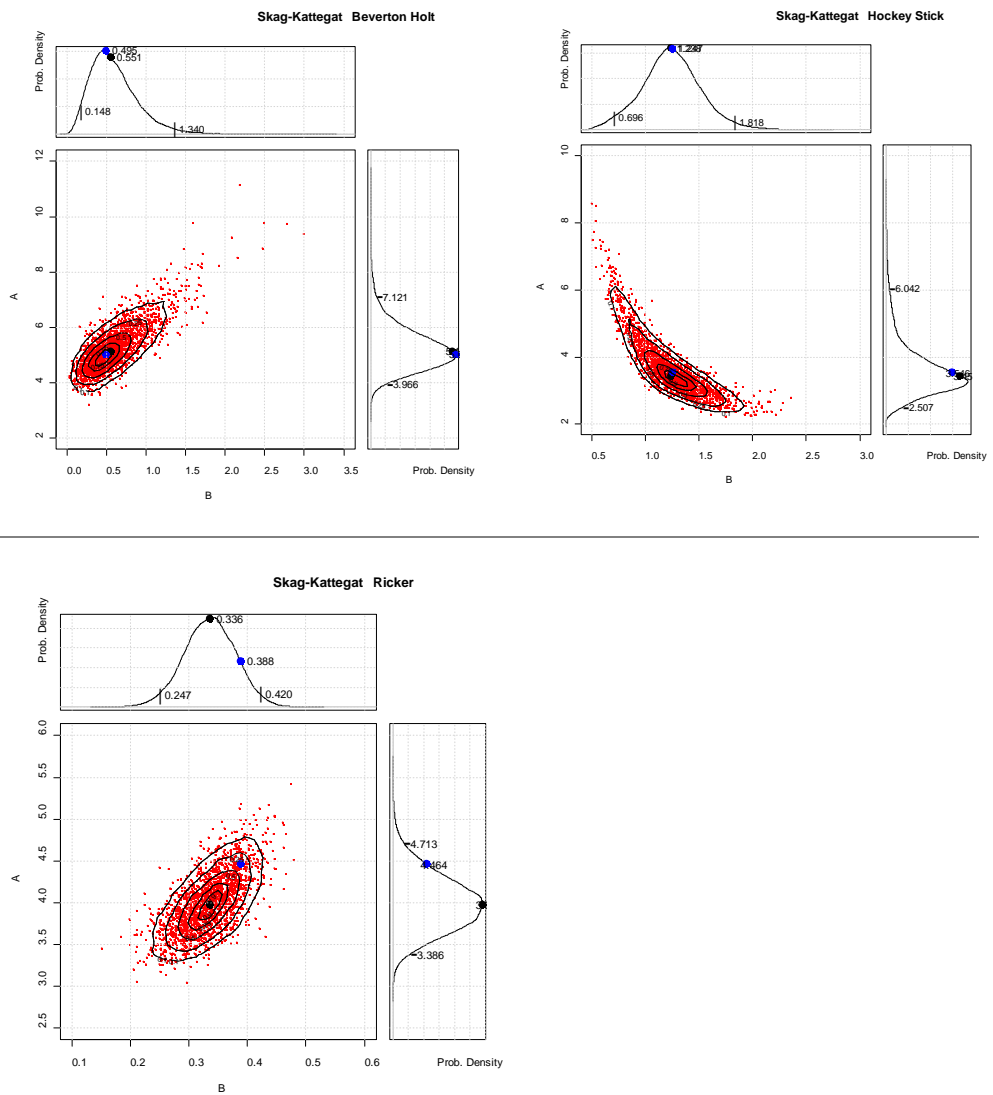 Skag-Kattegat Beverton Holt
Prob. Density
0.495
0.551
0.148
1.340
A
12
10
8
6
4
2
7.121
3.966
0.0 0.5 1.0 1.5 2.0 2.5 3.0 3.5
Prob. Density
B
Skag-Kattegat Hockey Stick
Prob. Density
0.696
1.818
A
10
8
6
4
2
6.042
2.507
0.5 1.0 1.5 2.0 2.5 3.0
Prob. Density
B
Skag-Kattegat Ricker
Prob. Density
0.336
0.388
0.247
0.420
A
6.0
5.5
5.0
4.5
4.0
3.5
3.0
2.5
4.713
4.464
3.386
0.1 0.2 0.3 0.4 0.5 0.6
Prob. Density
B